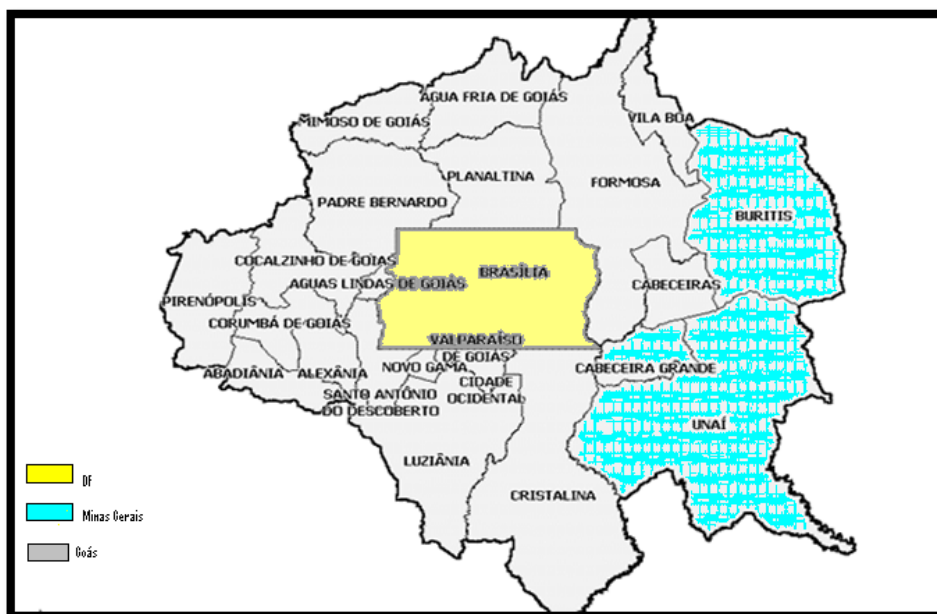 ÁGUA FRIA DE GOIÁS
MIMOSO DE GOIÁS
VILA BOA
PLANALTINA
FORMOSA
PADRE BERNARDO
BURITIS
COCALZINHO DE GOIAS
BRASÍLIA
AGUAS LINDAS DE GOIÁS
CABECEIRAS
PIRENÓPOLIS
CORUMBÁ DE GOIÁS
VALPARAÍSO
DE GOIÁS
ABADIÂNIA
ALEXÂNIA
NOVO GAMA
CABECEIRA GRANDE
CIDADE
OCIDENTAL
SANTO ANTÔNIO
DO DESCOBERTO
UNAÍ
LUZIÂNIA
CRISTALINA
DF
Minas Gerais
Goás